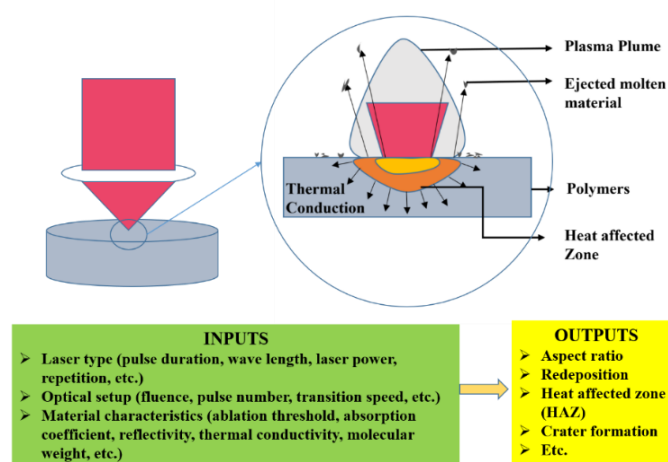 Plasma Plume
Ejected molten
material
Thermal
Conduction
Polymers
Heat affected
Zone
INPUTS
➢ Laser type (pulse duration, wave length, laser power,
repetition, etc.)
➢ Optical setup (fluence, pulse number, transition speed, etc.)
➢ Material characteristics (ablation threshold, absorption
coefficient, reflectivity, thermal conductivity, molecular
weight, etc.)
OUTPUTS
➢ Aspect ratio
➢ Redeposition
➢ Heat affected zone
(HAZ)
➢ Crater formation
➢ Etc.